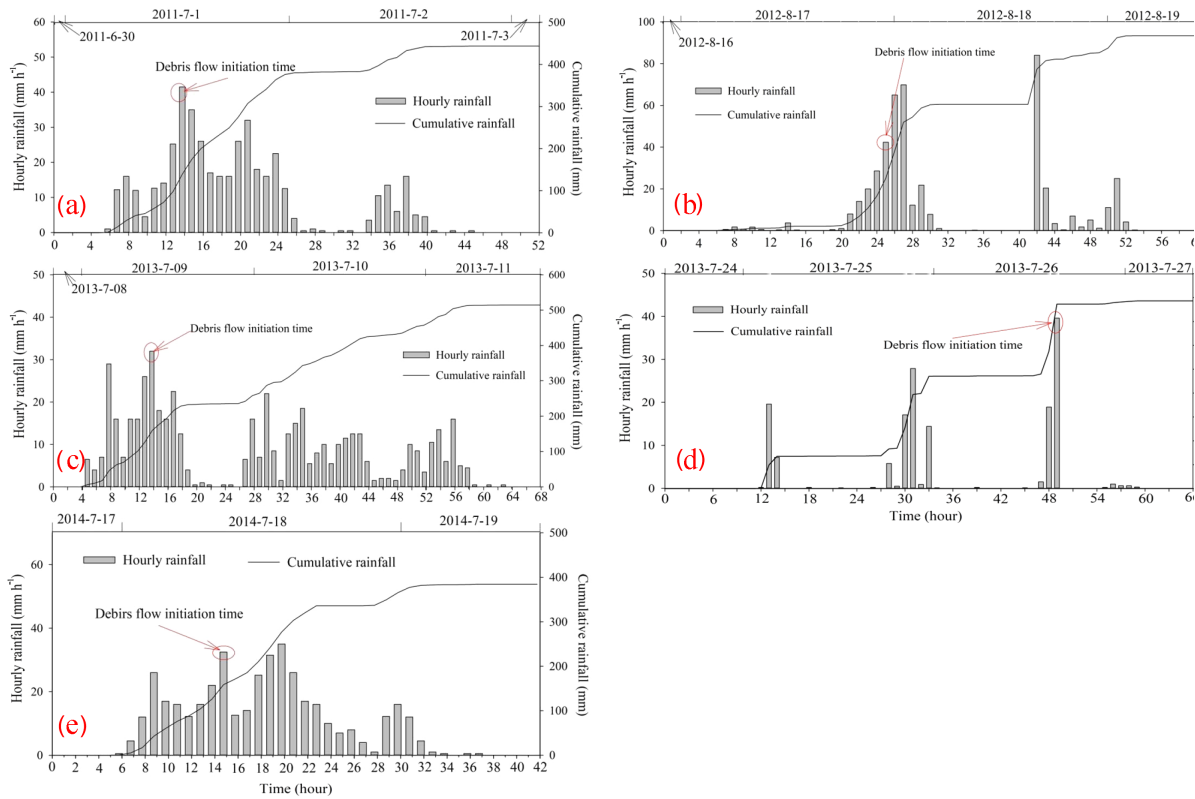 2011-7-1
2011-7-2
2011-6-30
2011-7-3
Debris flow initiation time
Hourly rainfall
Cumulative rainfall
Hourly rainfall (mm h⁻¹)
Cumulative rainfall (mm)
60
50
40
30
20
10
0
500
400
300
200
100
0
0 4 8 12 16 20 24 28 32 36 40 44 48 52
(a)
2012-8-17
2012-8-18
2012-8-19
2012-8-16
Debris flow initiation time
Hourly rainfall
Cumulative rainfall
Hourly rainfall (mm h⁻¹)
100
80
60
40
20
0
0 5 10 15 20 25 30 35 40 45 50 55
(b)
2013-7-09
2013-7-10
2013-7-11
2013-7-08
Debris flow initiation time
Hourly rainfall
Cumulative rainfall
Hourly rainfall (mm h⁻¹)
Cumulative rainfall (mm)
50
40
30
20
10
0
600
500
400
300
200
100
0
0 4 8 12 16 20 24 28 32 36 40 44 48 52 56 60 64 68
(c)
2013-7-24
2013-7-25
2013-7-26
2013-7-27
Hourly rainfall
Cumulative rainfall
Debris flow initiation time
Hourly rainfall (mm h⁻¹)
50
40
30
20
10
0
0 6 12 18 24 30 36 42 48 54 60
Time (hour)
(d)
2014-7-17
2014-7-18
2014-7-19
Hourly rainfall
Cumulative rainfall
Debirs flow initiation time
Hourly rainfall (mm h⁻¹)
Cumulative rainfall (mm)
60
40
20
0
500
400
300
200
100
0
0 2 4 6 8 10 12 14 16 18 20 22 24 26 28 30 32 34 36 38 40 42
Time (hour)
(e)